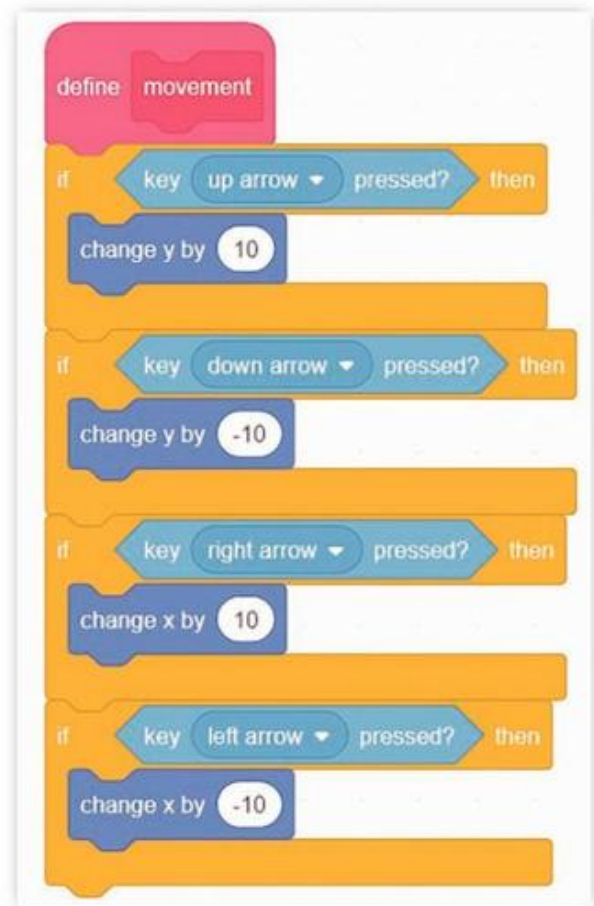 define movement
if key up arrow pressed? then
change y by 10
if key down arrow pressed? then
change y by -10
if key right arrow pressed? then
change x by 10
if key left arrow pressed? then
change x by -10